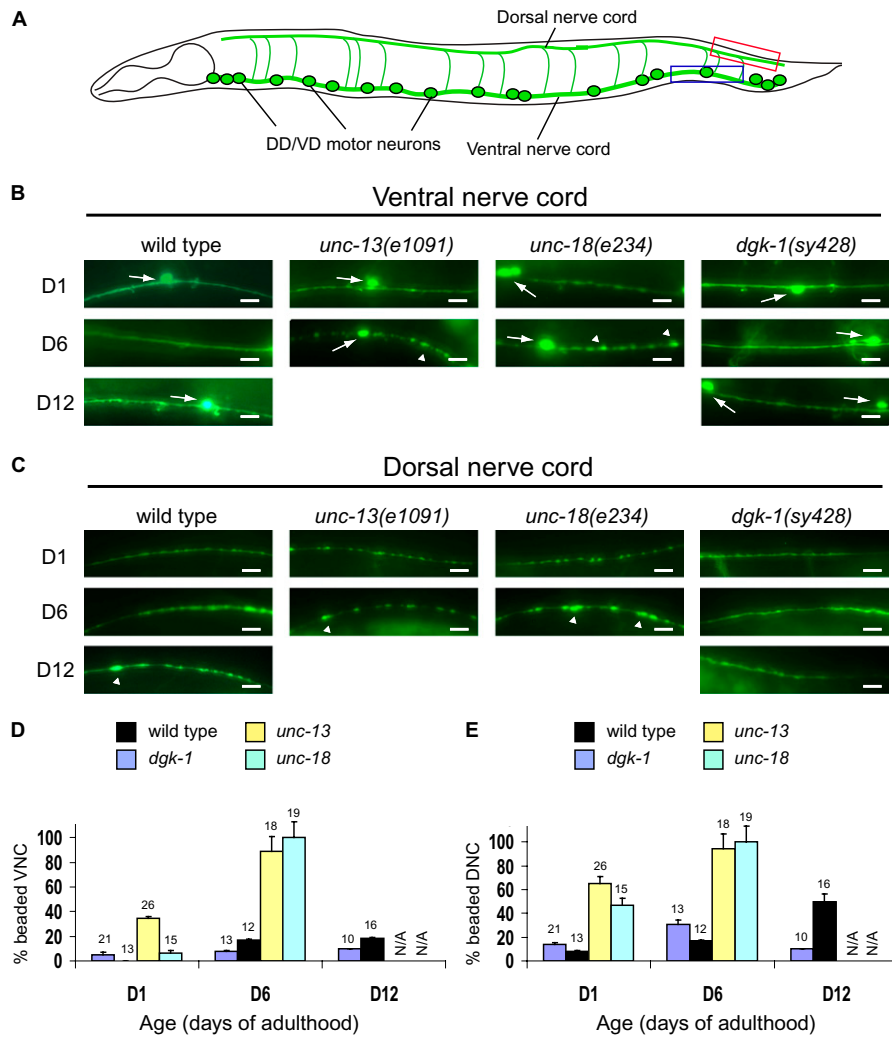 A
Dorsal nerve cord
DD/VD motor neurons
Ventral nerve cord
B
Ventral nerve cord
wild type
unc-13(e1091)
unc-18(e234)
dgk-1(sy428)
D1
D6
D12
C
Dorsal nerve cord
wild type
unc-13(e1091)
unc-18(e234)
dgk-1(sy428)
D1
D6
D12
D
wild type
unc-13
dgk-1
unc-18
% beaded VNC
100
80
60
40
20
0
21
13
26
15
13
12
18
19
10
16
N/A
N/A
D1
D6
D12
Age (days of adulthood)
E
wild type
unc-13
dgk-1
unc-18
% beaded DNC
100
80
60
40
20
0
21
13
26
15
13
12
18
19
10
16
N/A
N/A
D1
D6
D12
Age (days of adulthood)